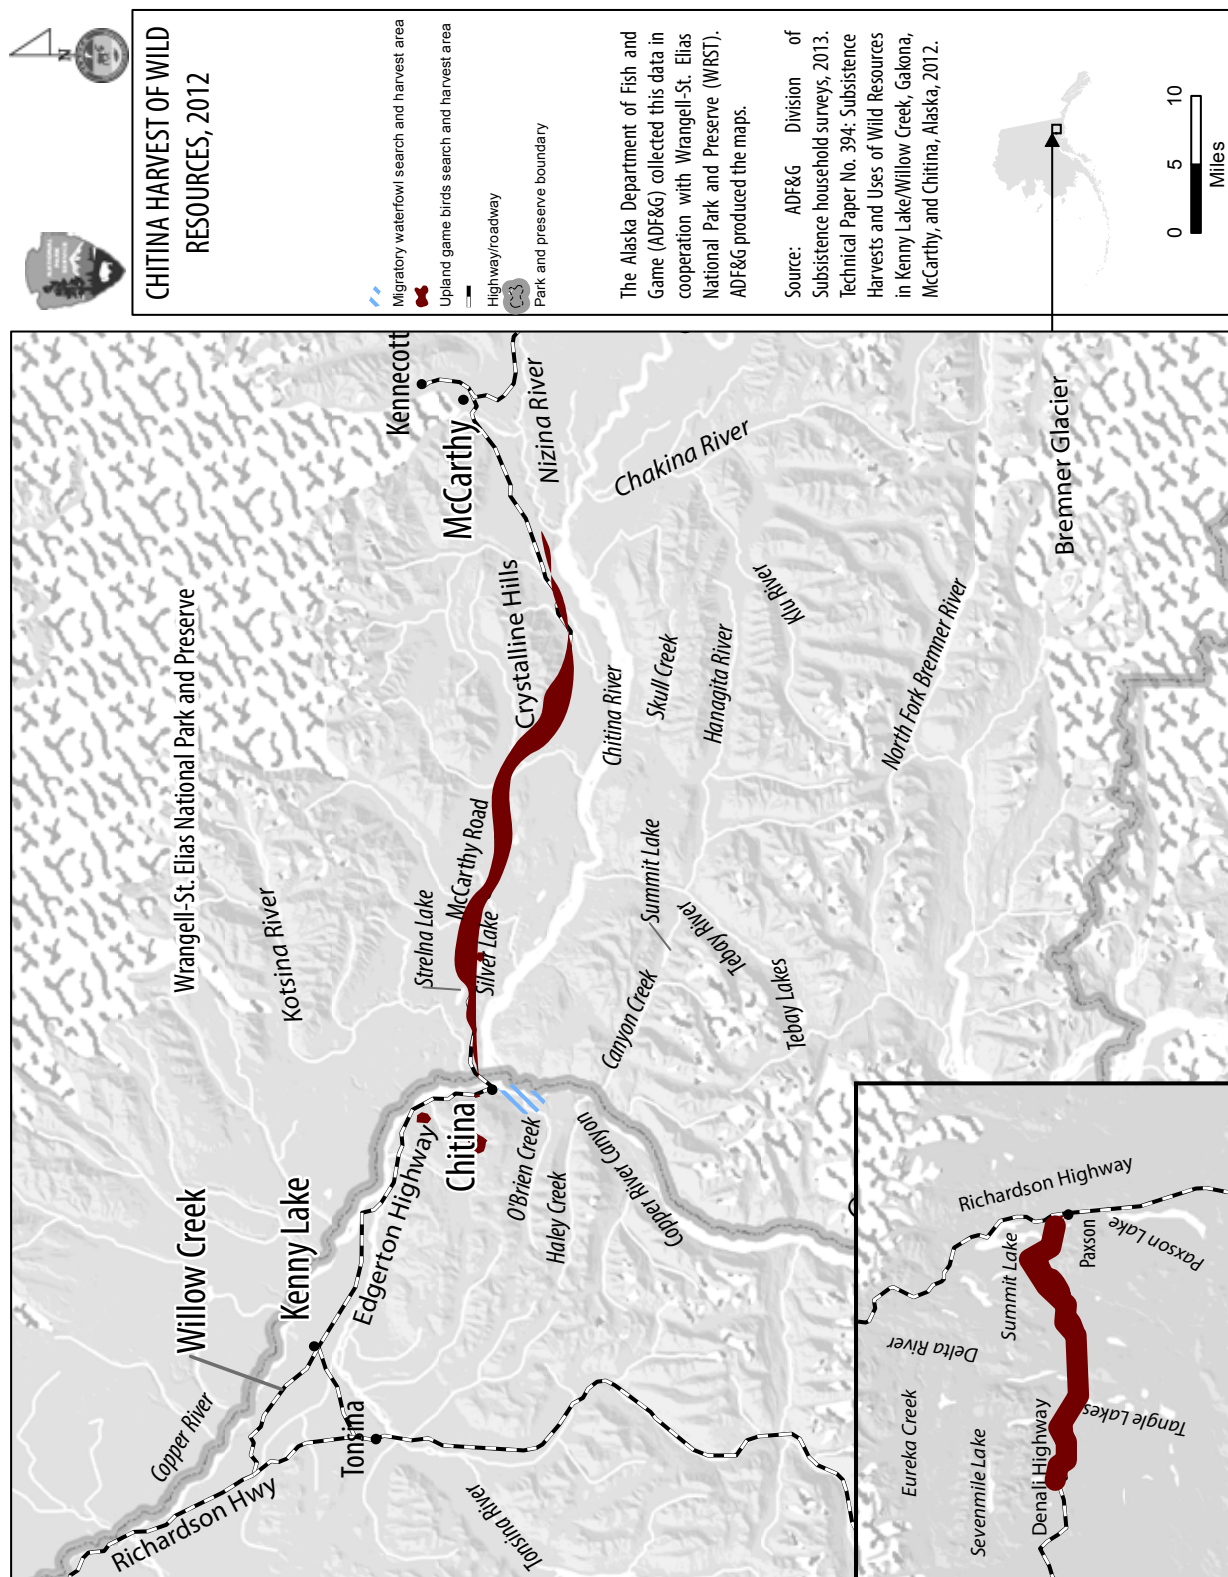 CHITINA HARVEST OF WILD
RESOURCES, 2012
N
NATIONAL
PARK
SERVICE
Migratory waterfowl search and harvest area
Upland game birds search and harvest area
Highway/roadway
Park and preserve boundary
The Alaska Department of Fish and
Game (ADF&G) collected this data in
cooperation with Wrangell-St. Elias
National Park and Preserve (WRST).
ADF&G produced the maps.
Source: ADF&G Division of
Subsistence household surveys, 2013.
Technical Paper No. 394: Subsistence
Harvests and Uses of Wild Resources
in Kenny Lake/Willow Creek, Gakona,
McCarthy, and Chitina, Alaska, 2012.
0 5 10
Miles
Wrangell-St. Elias National Park and Preserve
Kennecott
McCarthy
Nizina River
Chakina River
Crystalline Hills
McCarthy Road
Kotsina River
Strelna Lake
Silver Lake
Chitina River
Skull Creek
Hanagita River
Klu River
North Fork Bremner River
Bremner Glacier
Summit Lake
Tebay River
Tebay Lakes
Canyon Creek
Copper River Canyon
Willow Creek
Kenny Lake
Edgerton Highway
Chitina
O'Brien Creek
Haley Creek
Copper River
Richardson Hwy
Tonsina
Tonsina River
Richardson Highway
Summit Lake
Paxson
Paxson Lake
Delta River
Eureka Creek
Sevenmile Lake
Denali Highway
Tangle Lakes